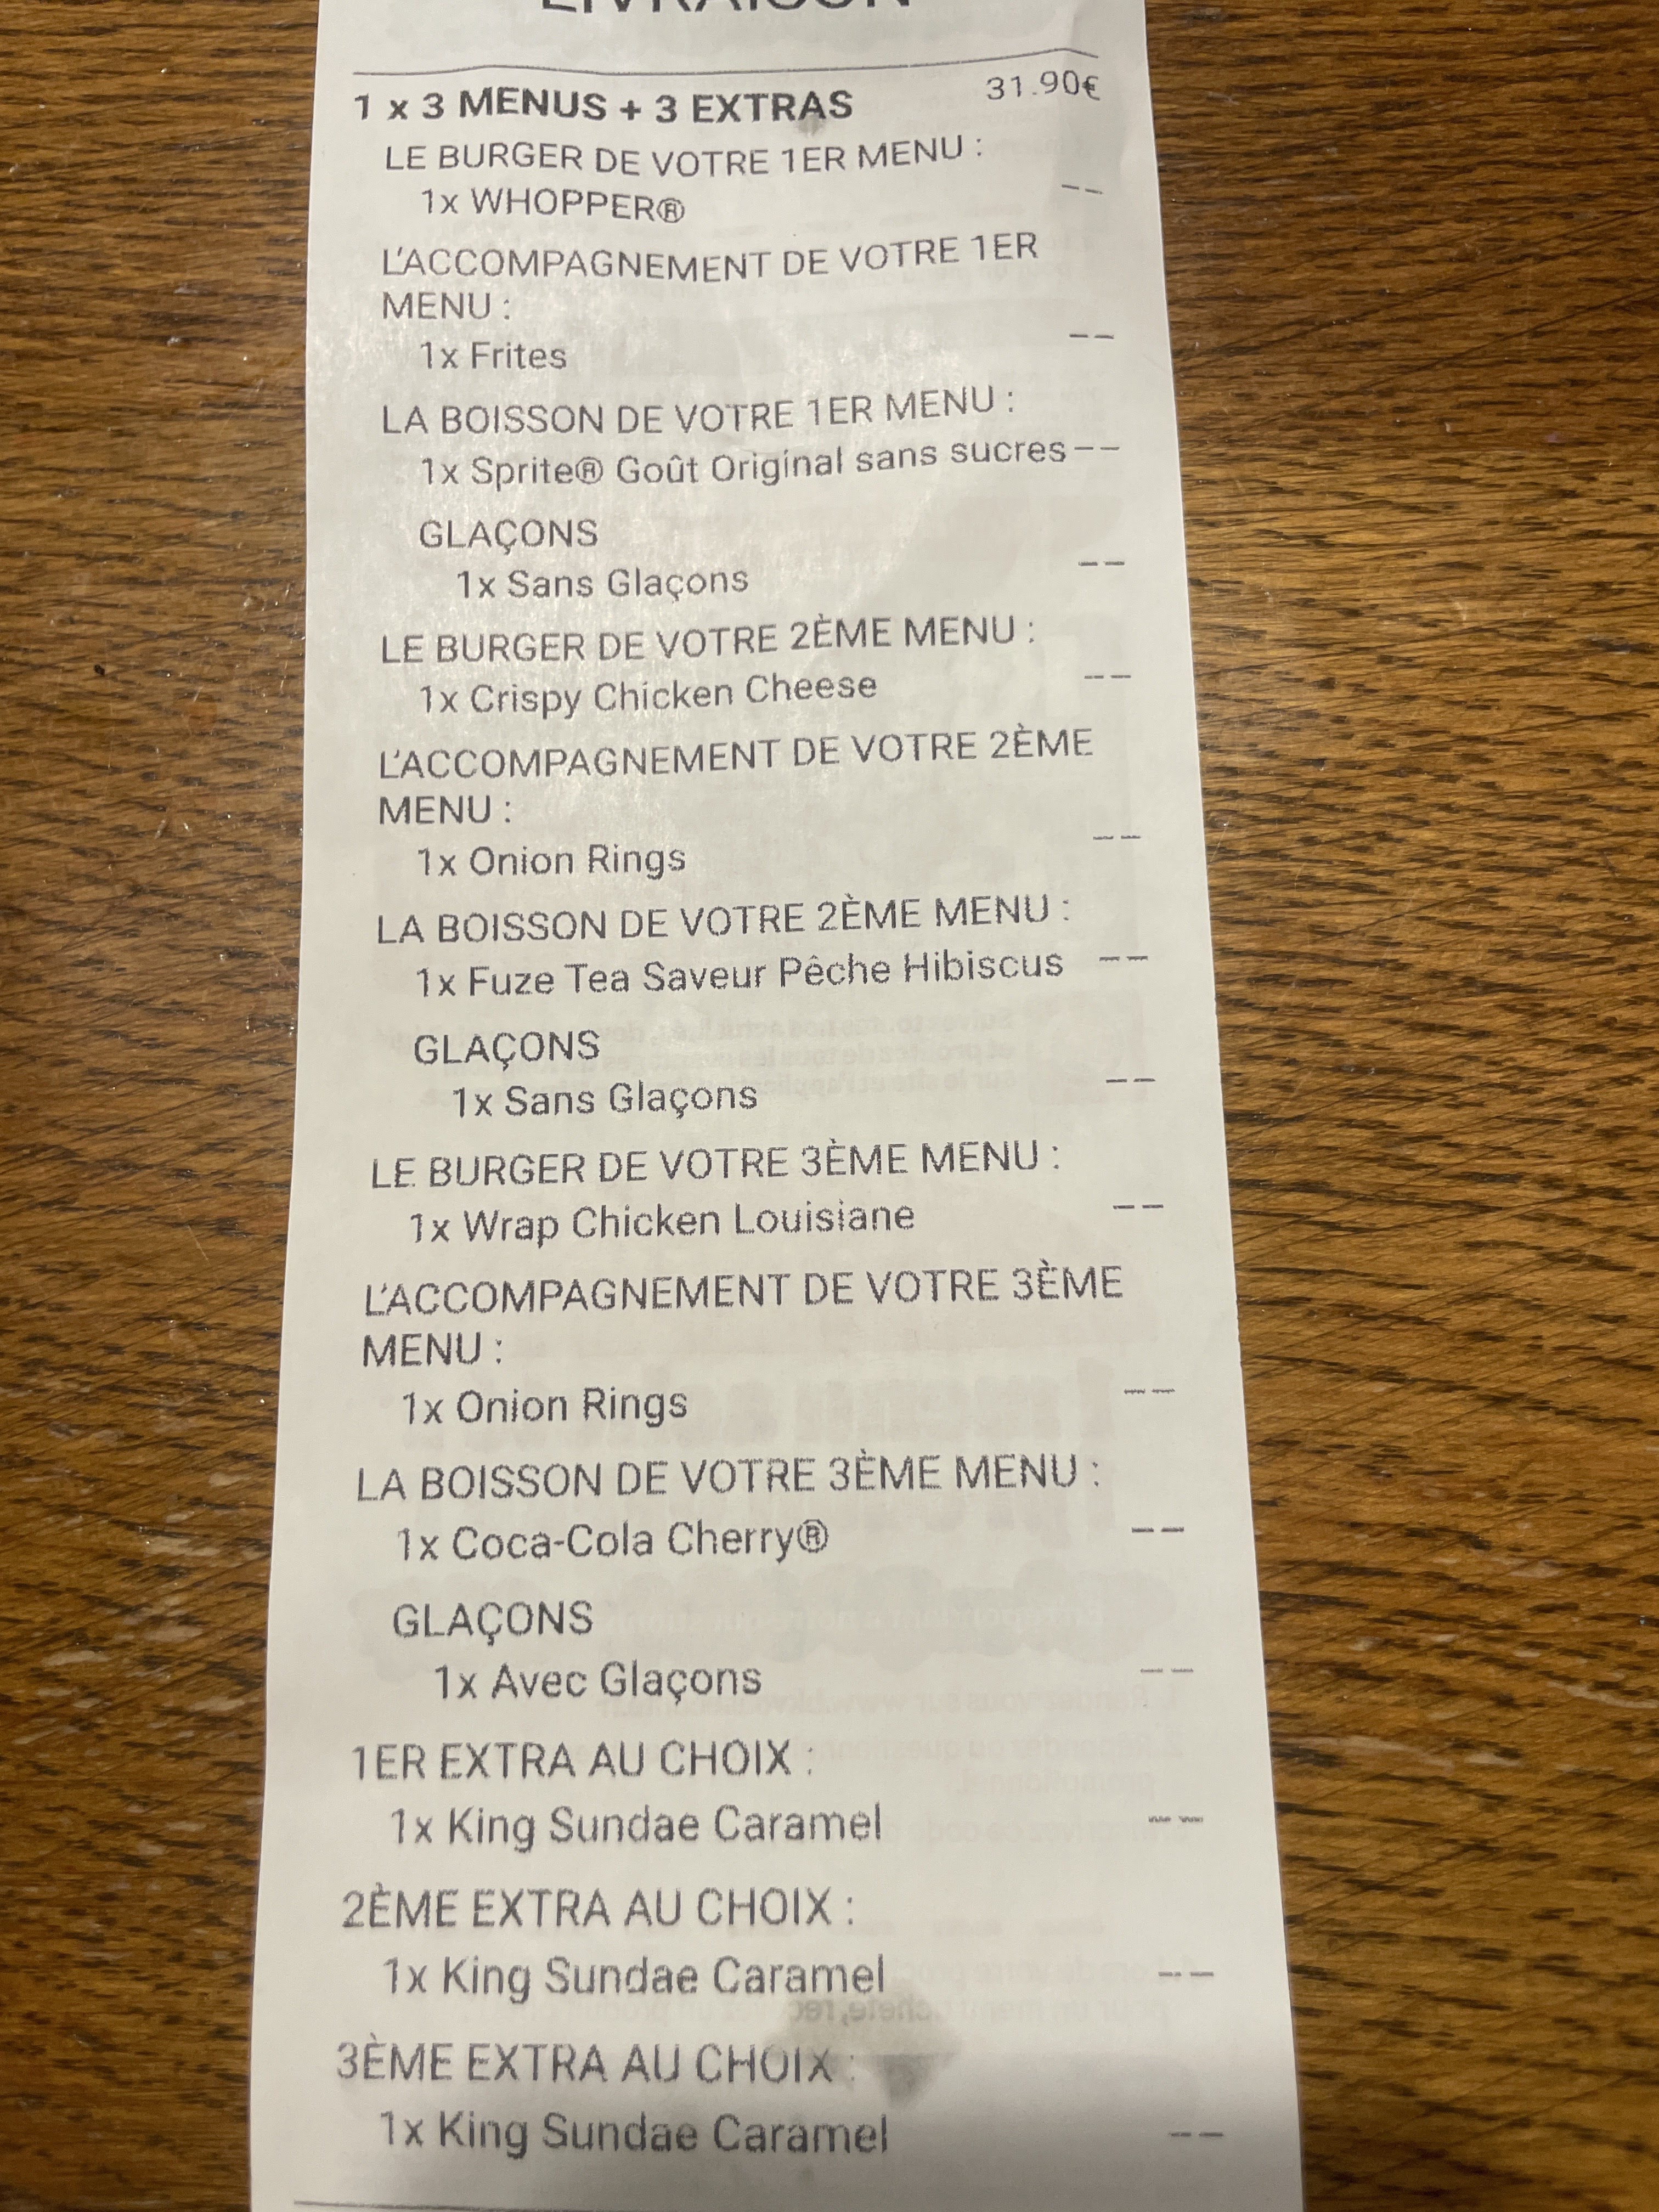 LIVRAISON
1 x 3 MENUS + 3 EXTRAS 31.90€
LE BURGER DE VOTRE 1ER MENU :
1x WHOPPER® --
L'ACCOMPAGNEMENT DE VOTRE 1ER
MENU :
1x Frites --
LA BOISSON DE VOTRE 1ER MENU :
1x Sprite® Goût Original sans sucres --
GLAÇONS
1x Sans Glaçons --
LE BURGER DE VOTRE 2ÈME MENU :
1x Crispy Chicken Cheese --
L'ACCOMPAGNEMENT DE VOTRE 2ÈME
MENU :
1x Onion Rings --
LA BOISSON DE VOTRE 2ÈME MENU :
1x Fuze Tea Saveur Pêche Hibiscus --
GLAÇONS
1x Sans Glaçons --
LE BURGER DE VOTRE 3ÈME MENU :
1x Wrap Chicken Louisiane --
L'ACCOMPAGNEMENT DE VOTRE 3ÈME
MENU :
1x Onion Rings --
LA BOISSON DE VOTRE 3ÈME MENU :
1x Coca-Cola Cherry® --
GLAÇONS
1x Avec Glaçons --
1ER EXTRA AU CHOIX :
1x King Sundae Caramel --
2ÈME EXTRA AU CHOIX :
1x King Sundae Caramel --
3ÈME EXTRA AU CHOIX :
1x King Sundae Caramel --